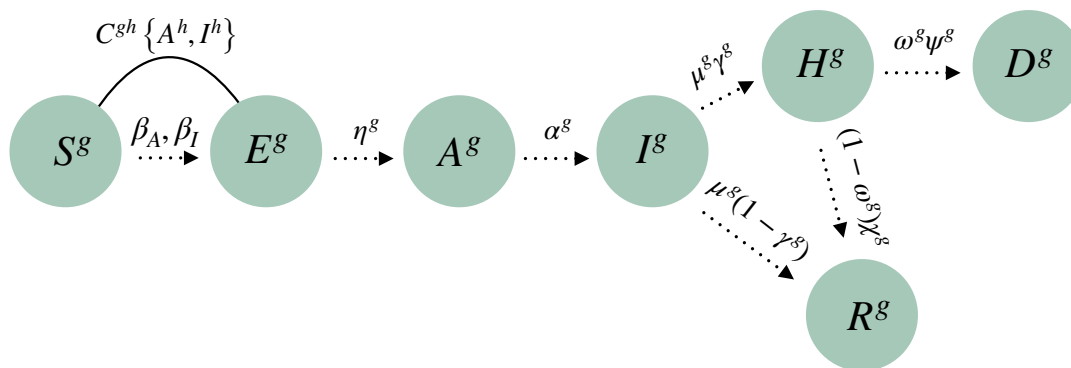 C^{gh} {A^h, I^h}
S^g
β_A, β_I
E^g
η^g
A^g
α^g
I^g
μ^g γ^g
H^g
ω^g ψ^g
D^g
μ^g(1 − γ^g)
(1 − ω^g)χ^g
R^g